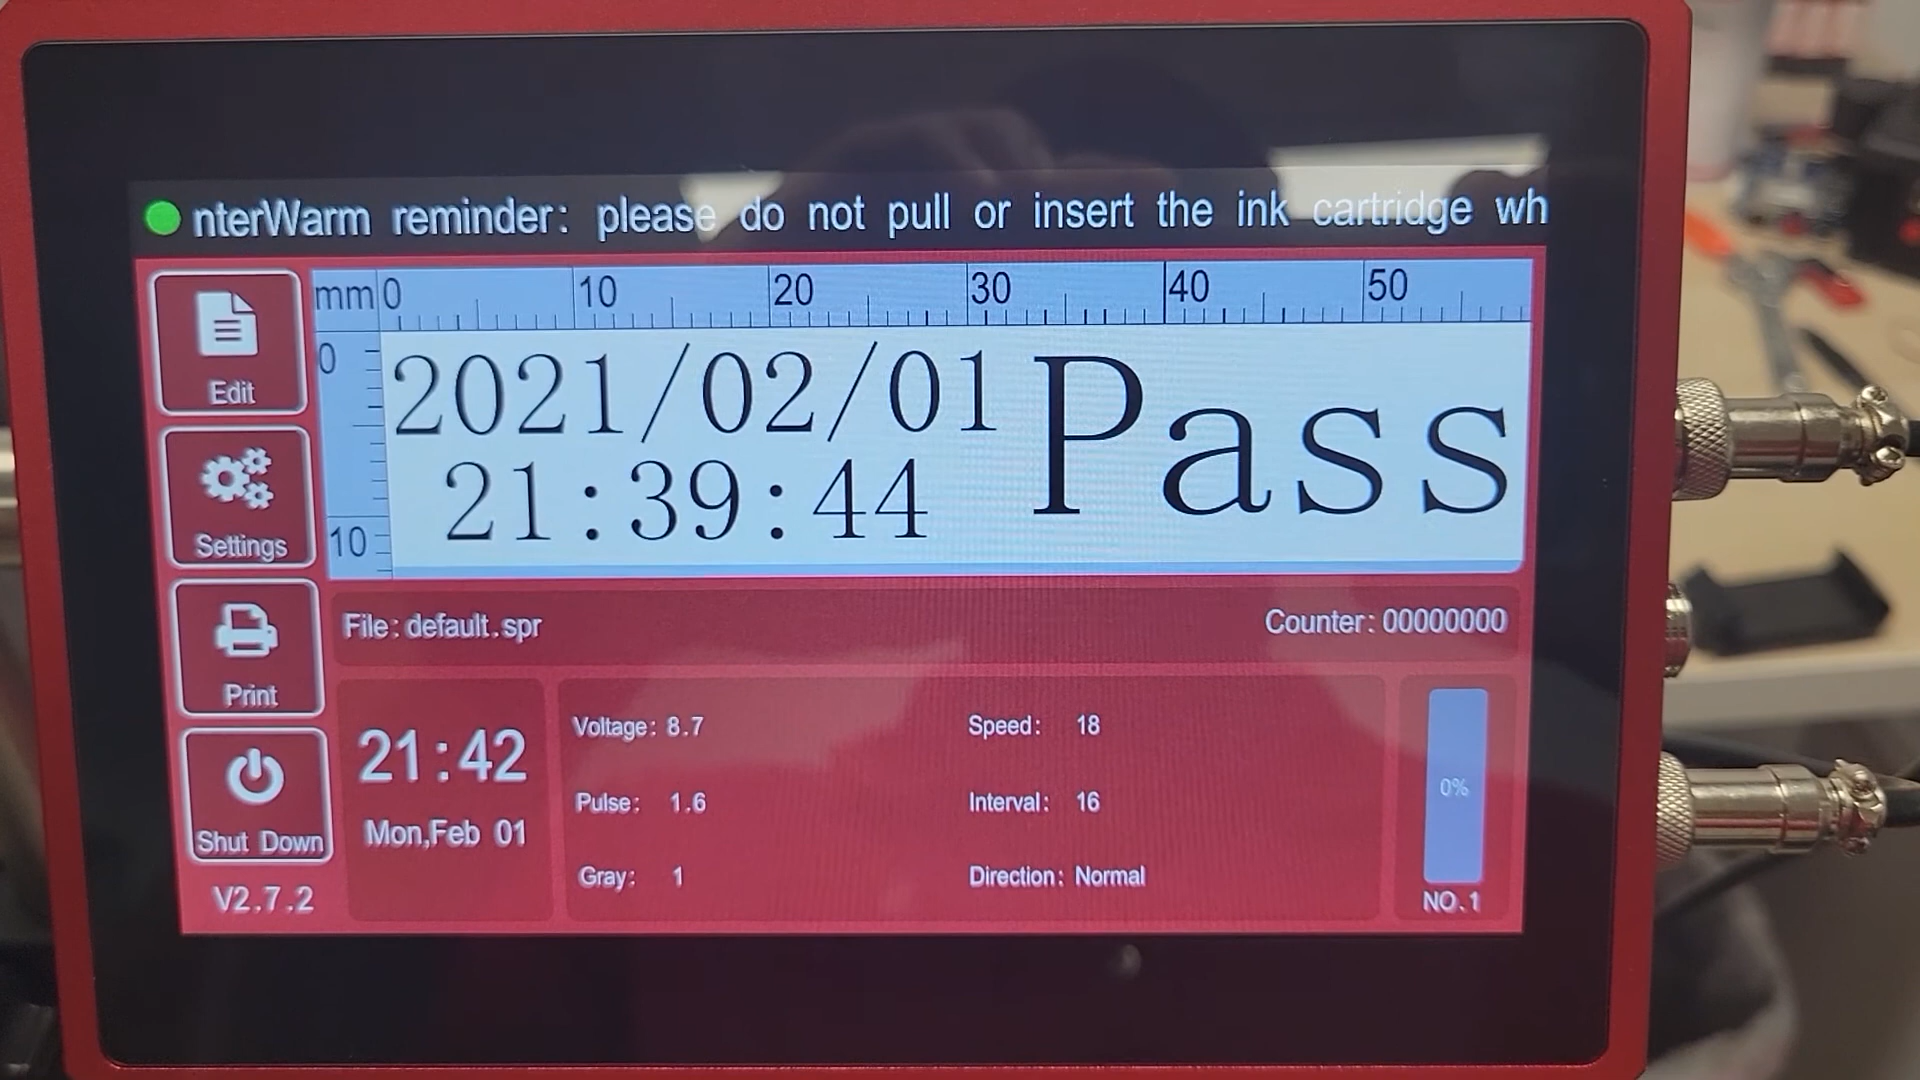 nterWarm reminder: please do not pull or insert the ink cartridge wh
mm 0 10 20 30 40 50
0
10
2021/02/01
21:39:44
Pass
Edit
Settings
Print
Shut Down
V2.7.2
File: default.spr
Counter: 00000000
21:42
Mon,Feb 01
Voltage: 8.7
Speed: 18
Pulse: 1.6
Interval: 16
Gray: 1
Direction: Normal
0%
NO.1